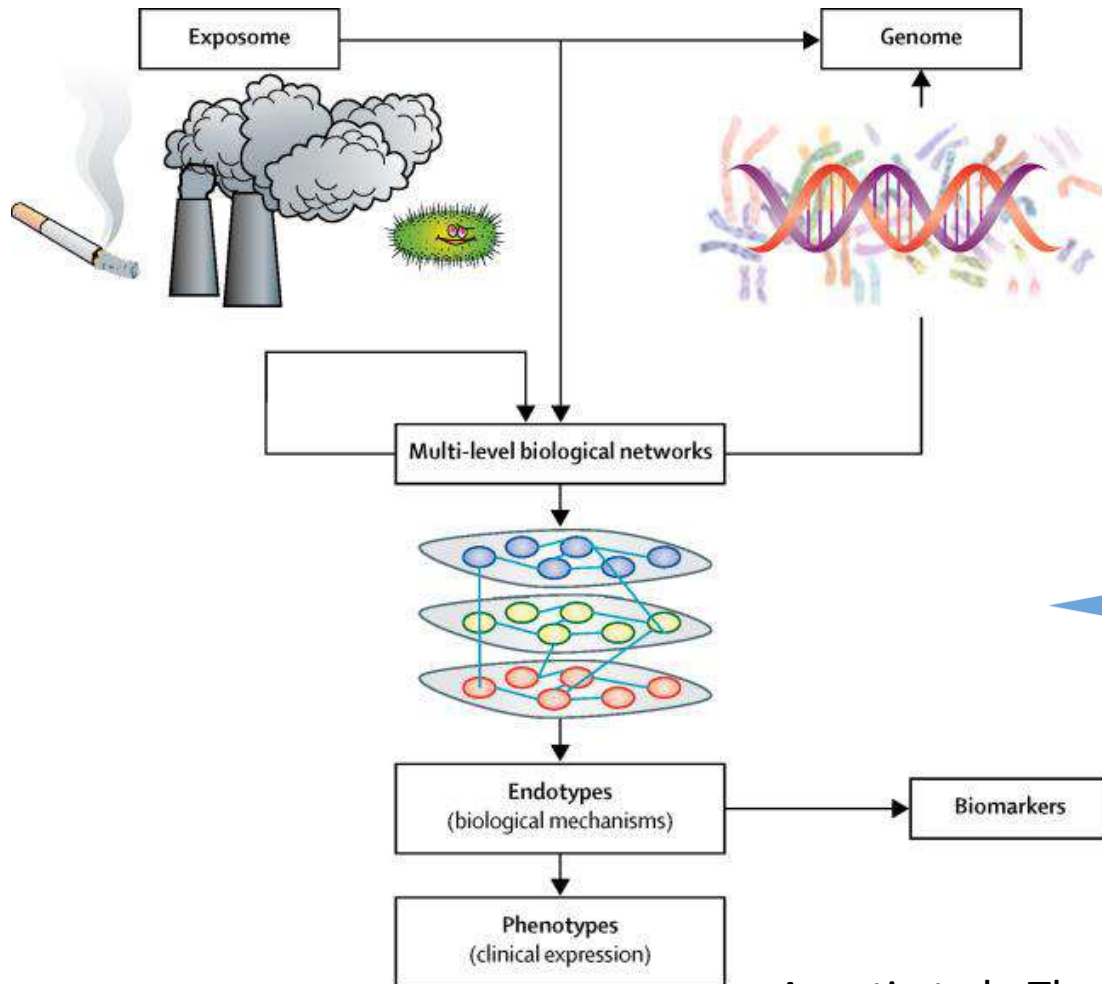 Exposome
Genome
Multi-level biological networks
Endotypes
(biological mechanisms)
Biomarkers
Phenotypes
(clinical expression)